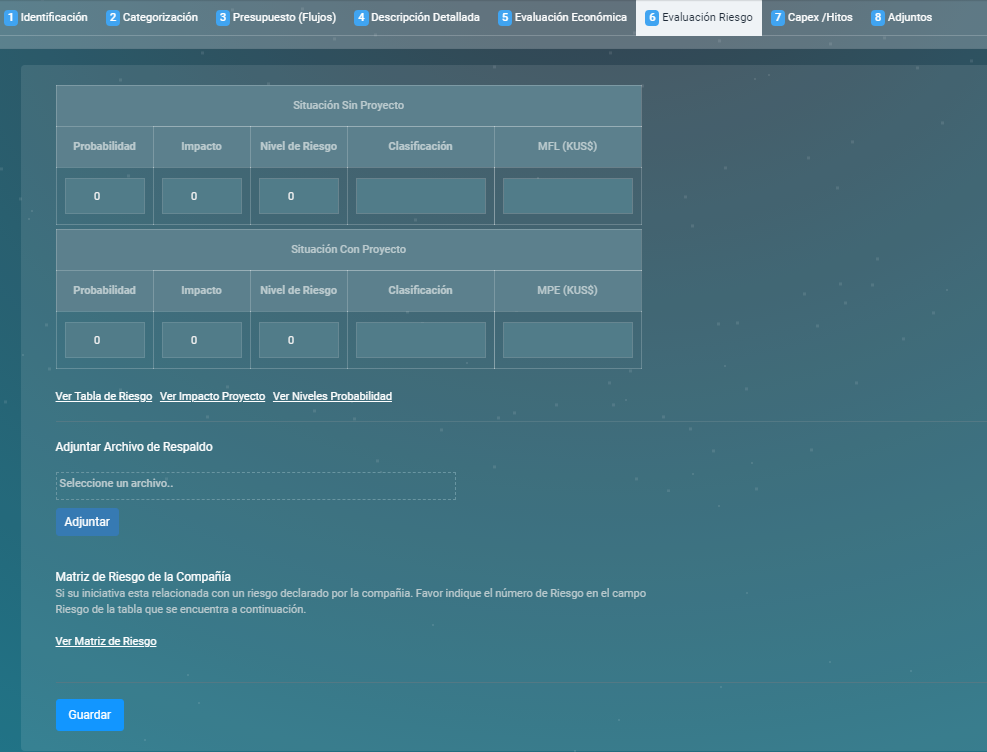 1 Identificación 2 Categorización 3 Presupuesto (Flujos) 4 Descripción Detallada 5 Evaluación Económica 6 Evaluación Riesgo 7 Capex /Hitos 8 Adjuntos
Situación Sin Proyecto
Probabilidad Impacto Nivel de Riesgo Clasificación MFL (KUS$)
0 0 0
Situación Con Proyecto
Probabilidad Impacto Nivel de Riesgo Clasificación MPE (KUS$)
0 0 0
Ver Tabla de Riesgo Ver Impacto Proyecto Ver Niveles Probabilidad
Adjuntar Archivo de Respaldo
Seleccione un archivo..
Adjuntar
Matriz de Riesgo de la Compañía
Si su iniciativa esta relacionada con un riesgo declarado por la compañia. Favor indique el número de Riesgo en el campo
Riesgo de la tabla que se encuentra a continuación.
Ver Matriz de Riesgo
Guardar